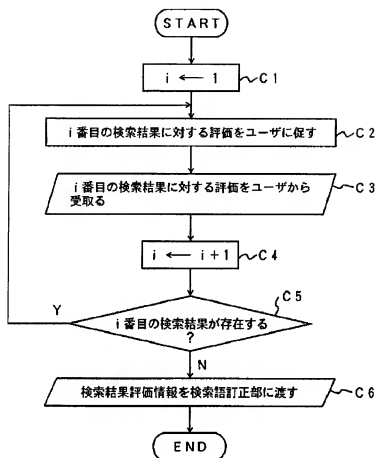 START
i ← 1
C1
i番目の検索結果に対する評価をユーザに促す
C2
i番目の検索結果に対する評価をユーザから
受取る
C3
i ← i+1
C4
C5
Y
i番目の検索結果が存在する
?
N
検索結果評価情報を検索語訂正部に渡す
C6
END